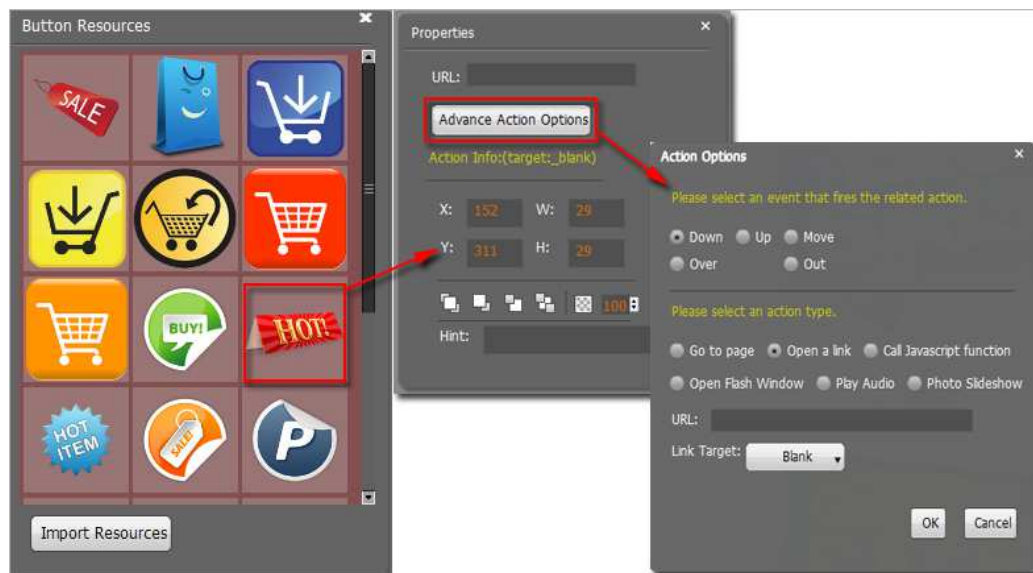 Button Resources
SALE
BUY!
HOT!
HOT
ITEM
SALE!
P
Import Resources
Properties
URL:
Advance Action Options
Action Info:(target:_blank)
X: 152 W: 29
Y: 311 H: 29
100
Hint:
Action Options
Please select an event that fires the related action.
Down Up Move
Over Out
Please select an action type.
Go to page Open a link Call Javascript function
Open Flash Window Play Audio Photo Slideshow
URL:
Link Target: Blank
OK Cancel